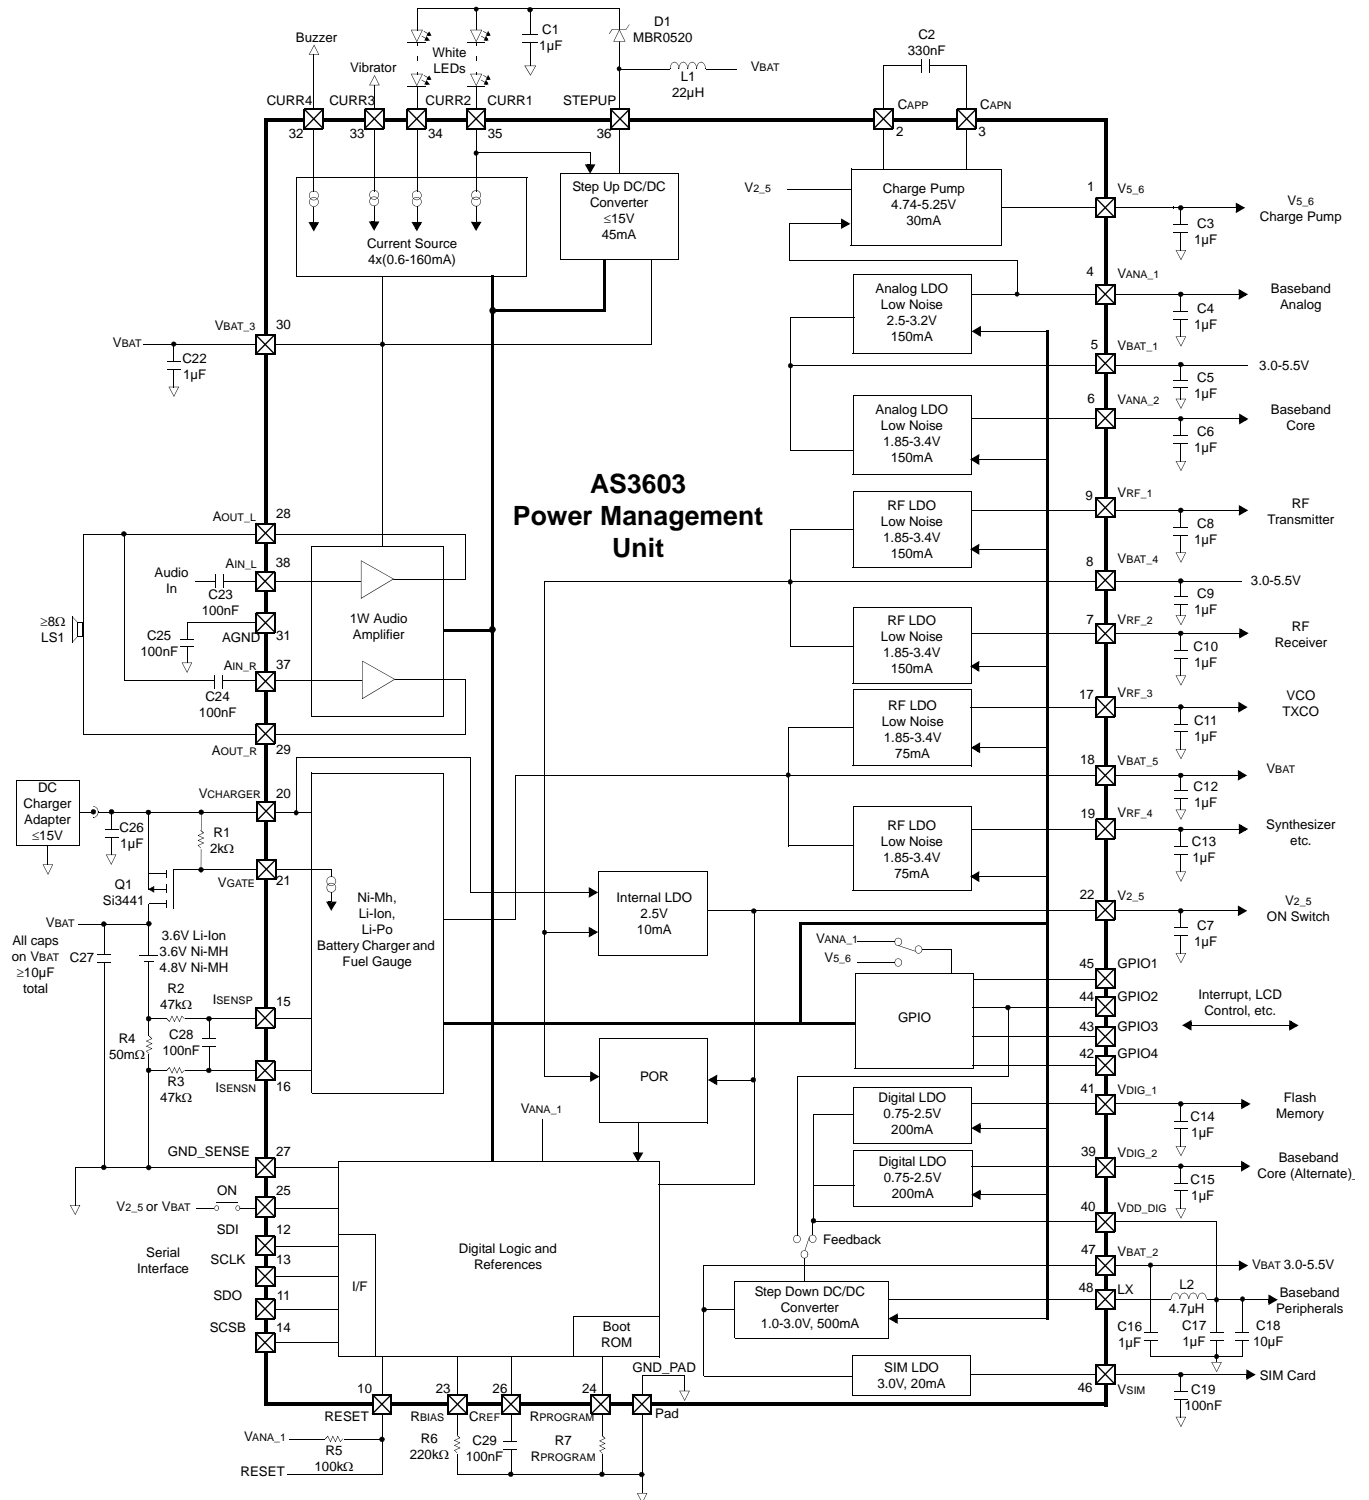 Buzzer
Vibrator
White
LEDs
C1
1µF
D1
MBR0520
L1
22µH
VBAT
C2
330nF
CURR4
CURR3
CURR2
CURR1
STEPUP
CAPP
CAPN
32
33
34
35
36
2
3
Current Source
4x(0.6-160mA)
Step Up DC/DC
Converter
≤15V
45mA
V2_5
Charge Pump
4.74-5.25V
30mA
1
V5_6
C3
1µF
V5_6
Charge Pump
Analog LDO
Low Noise
2.5-3.2V
150mA
4
VANA_1
C4
1µF
Baseband
Analog
5
VBAT_1
C5
1µF
3.0-5.5V
Analog LDO
Low Noise
1.85-3.4V
150mA
6
VANA_2
C6
1µF
Baseband
Core
VBAT
VBAT_3
30
C22
1µF
AS3603
Power Management
Unit
RF LDO
Low Noise
1.85-3.4V
150mA
9
VRF_1
C8
1µF
RF
Transmitter
8
VBAT_4
C9
1µF
3.0-5.5V
RF LDO
Low Noise
1.85-3.4V
150mA
7
VRF_2
C10
1µF
RF
Receiver
RF LDO
Low Noise
1.85-3.4V
75mA
17
VRF_3
C11
1µF
VCO
TXCO
18
VBAT_5
C12
1µF
VBAT
RF LDO
Low Noise
1.85-3.4V
75mA
19
VRF_4
C13
1µF
Synthesizer
etc.
AOUT_L
28
Audio
In
AIN_L
38
C23
100nF
≥8Ω
LS1
C25
100nF
AGND
31
AIN_R
37
C24
100nF
AOUT_R
29
1W Audio
Amplifier
DC
Charger
Adapter
≤15V
VCHARGER
20
C26
1µF
R1
2kΩ
VGATE
21
Q1
Si3441
VBAT
All caps
on VBAT
≥10µF
total
C27
3.6V Li-Ion
3.6V Ni-MH
4.8V Ni-MH
R2
47kΩ
ISENSP
15
R4
50mΩ
C28
100nF
R3
47kΩ
ISENSN
16
Ni-Mh,
Li-Ion,
Li-Po
Battery Charger and
Fuel Gauge
Internal LDO
2.5V
10mA
22
V2_5
C7
1µF
V2_5
ON Switch
VANA_1
V5_6
GPIO
45
GPIO1
44
GPIO2
43
GPIO3
42
GPIO4
Interrupt, LCD
Control, etc.
POR
VANA_1
Digital LDO
0.75-2.5V
200mA
41
VDIG_1
C14
1µF
Flash
Memory
Digital LDO
0.75-2.5V
200mA
39
VDIG_2
C15
1µF
Baseband
Core (Alternate)
40
VDD_DIG
Feedback
47
VBAT_2
VBAT 3.0-5.5V
Step Down DC/DC
Converter
1.0-3.0V, 500mA
48
LX
L2
4.7µH
Baseband
Peripherals
C16
1µF
C17
1µF
C18
10µF
SIM LDO
3.0V, 20mA
46
VSIM
C19
100nF
SIM Card
GND_SENSE
27
ON
25
V2_5 or VBAT
SDI
12
Serial
Interface
SCLK
13
SDO
11
SCSB
14
I/F
Digital Logic and
References
Boot
ROM
GND_PAD
10
23
26
24
RESET
RBIAS
CREF
RPROGRAM
Pad
VANA_1
R5
100kΩ
RESET
R6
220kΩ
C29
100nF
R7
RPROGRAM